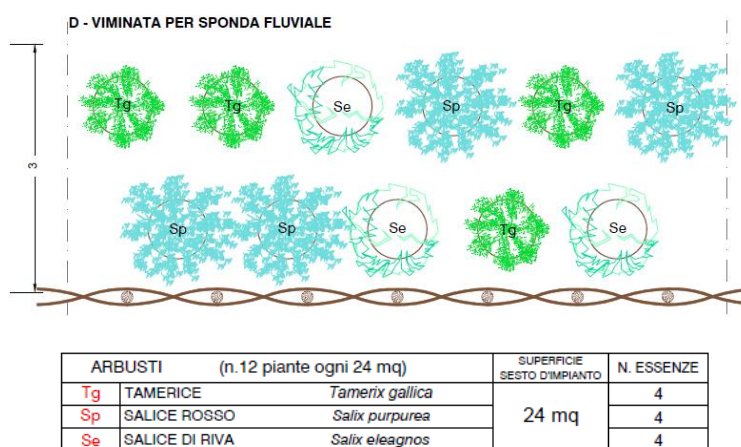 D - VIMINATA PER SPONDA FLUVIALE
3
Tg Tg Se Sp Tg Sp
Sp Sp Se Tg Se
ARBUSTI (n.12 piante ogni 24 mq) SUPERFICIE SESTO D'IMPIANTO N. ESSENZE
Tg TAMERICE Tamerix gallica 24 mq 4
Sp SALICE ROSSO Salix purpurea 4
Se SALICE DI RIVA Salix eleagnos 4